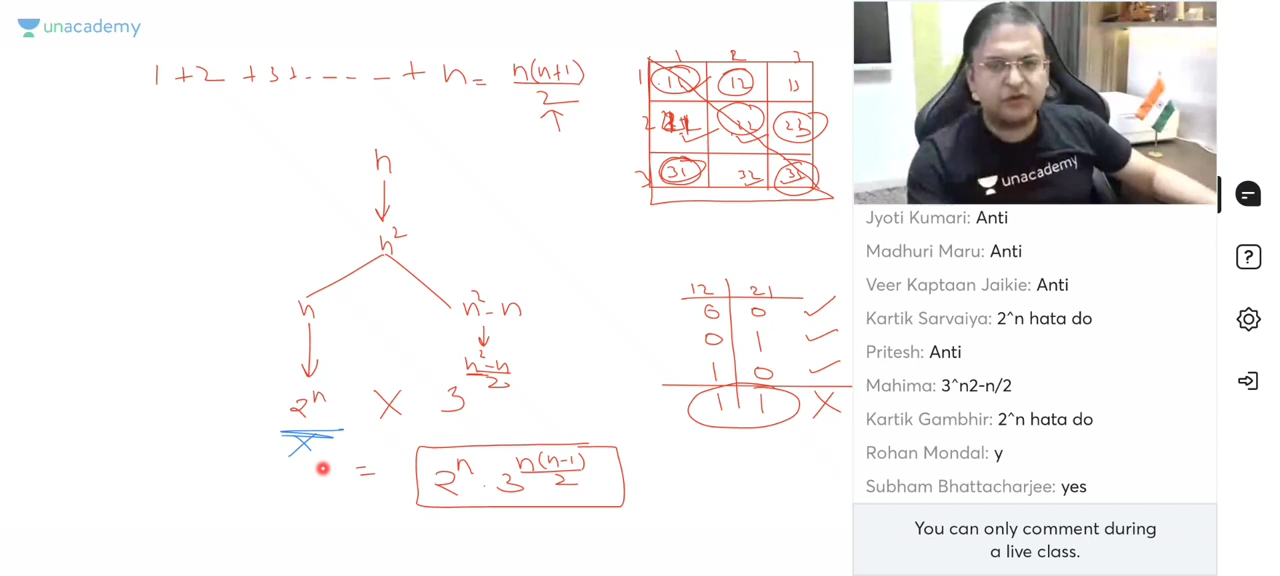 unacademy
1 + 2 + 3 + ..... + n = n(n+1)/2
n
n²
n
n² - n
(n² - n)/2
2ⁿ × 3
X
= 2ⁿ · 3^(n(n-1)/2)
1 2 3
1 11 12 13
2 21 22 23
3 31 32 33
12 | 21
0 | 0 ✓
0 | 1 ✓
1 | 0 ✓
1 | 1 X
unacademy
Jyoti Kumari: Anti
Madhuri Maru: Anti
Veer Kaptaan Jaikie: Anti
Kartik Sarvaiya: 2^n hata do
Pritesh: Anti
Mahima: 3^n2-n/2
Kartik Gambhir: 2^n hata do
Rohan Mondal: y
Subham Bhattacharjee: yes
You can only comment during
a live class.
?